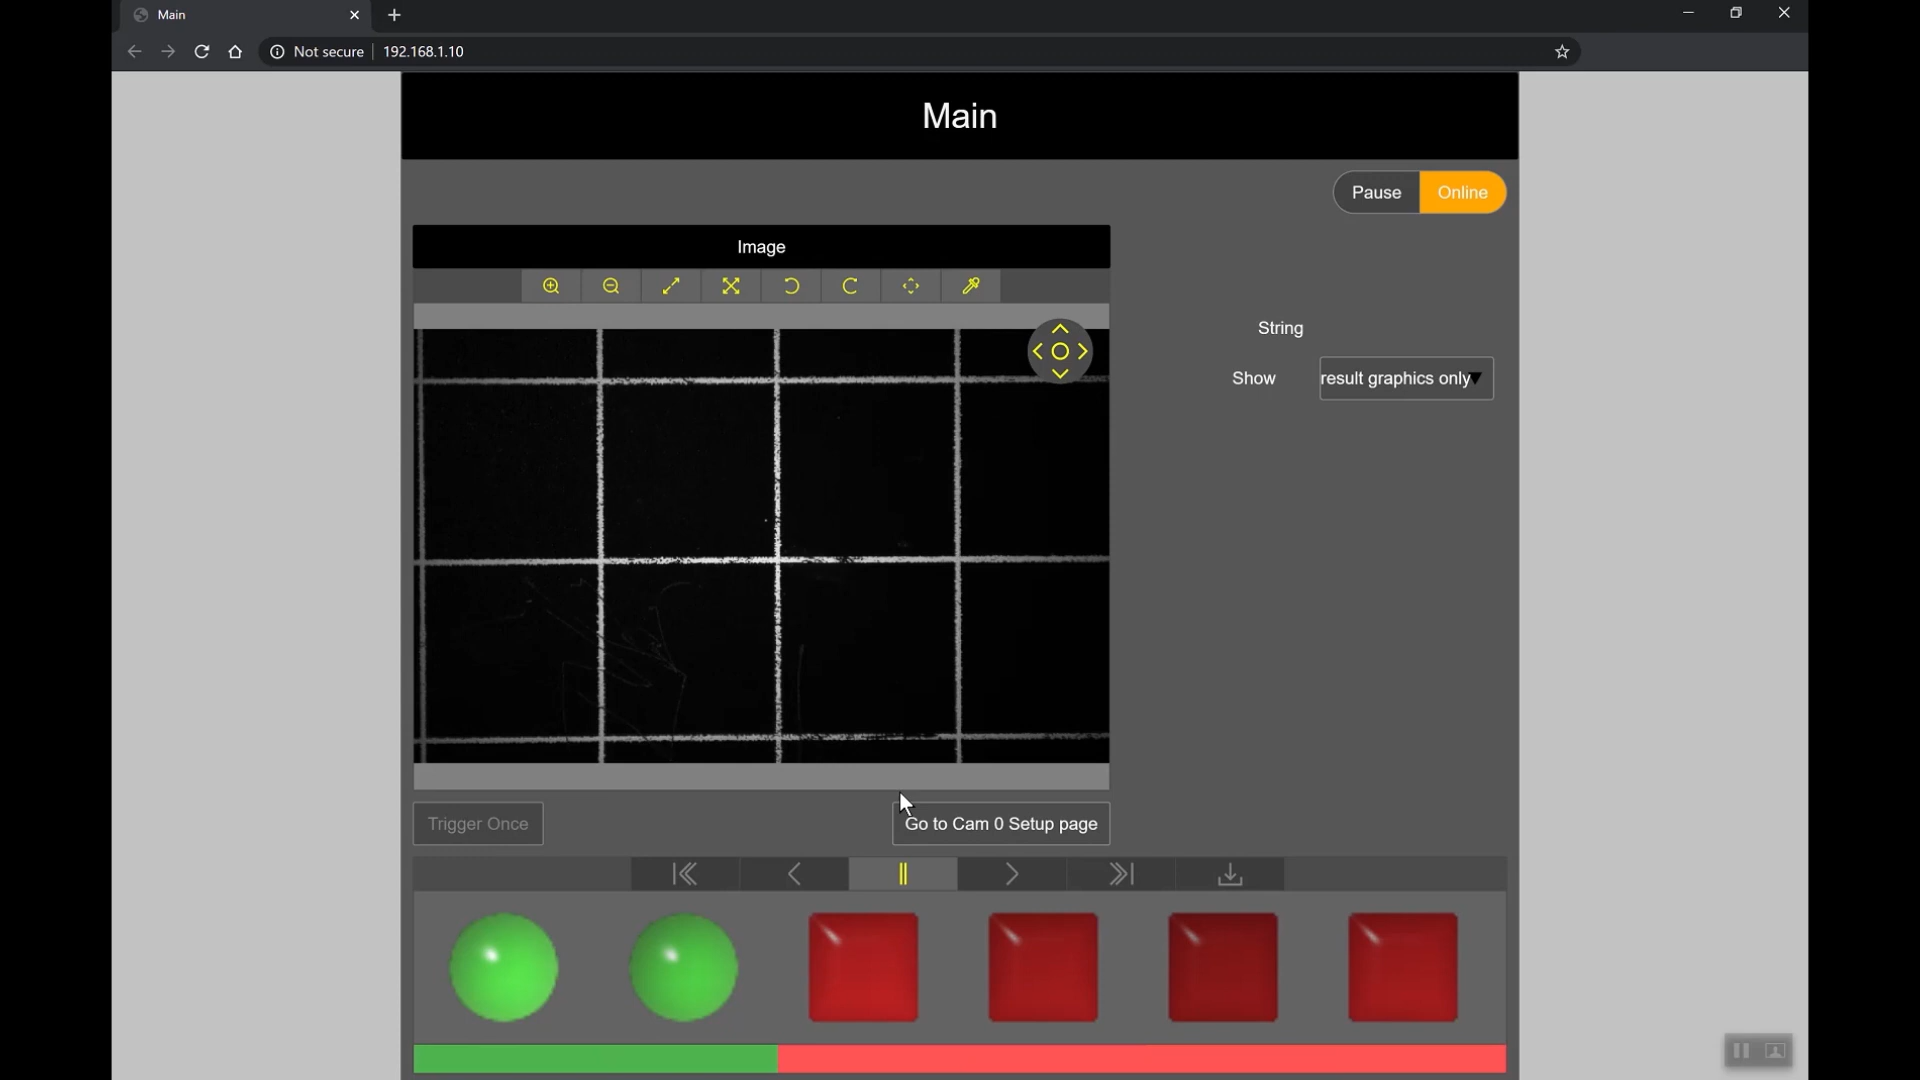 Main
Not secure
192.168.1.10
Main
Pause
Online
Image
String
Show
result graphics only
Trigger Once
Go to Cam 0 Setup page